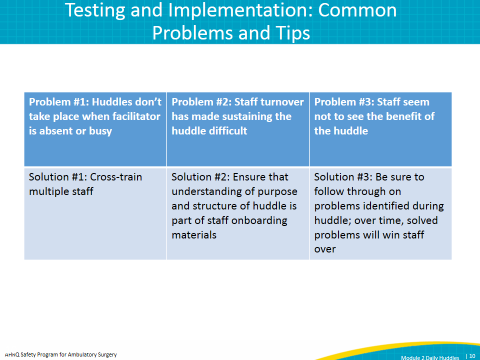 Testing and Implementation: Common
Problems and Tips
Problem #1: Huddles don’t
take place when facilitator
is absent or busy
Problem #2: Staff turnover
has made sustaining the
huddle difficult
Problem #3: Staff seem
not to see the benefit of
the huddle
Solution #1: Cross-train
multiple staff
Solution #2: Ensure that
understanding of purpose
and structure of huddle is
part of staff onboarding
materials
Solution #3: Be sure to
follow through on
problems identified during
huddle; over time, solved
problems will win staff
over
AHRQ Safety Program for Ambulatory Surgery
Module 2 Daily Huddles | 10